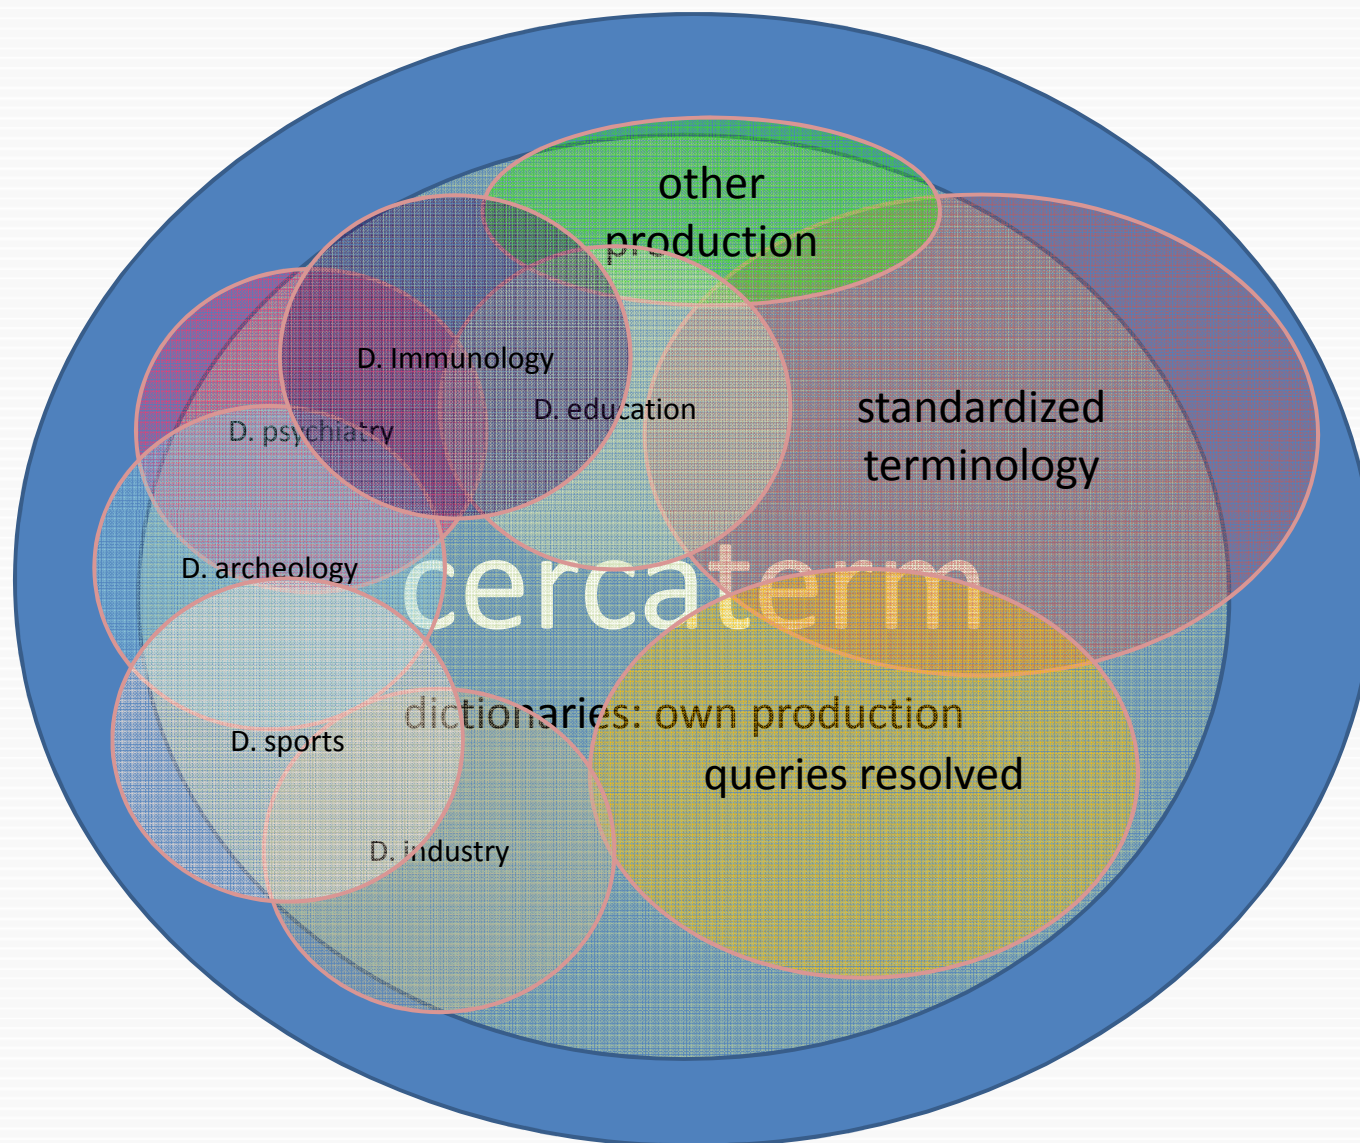 other
production
D. Immunology
D. education
D. psychiatry
standardized
terminology
D. archeology
cercaterm
dictionaries: own production
D. sports
queries resolved
D. industry